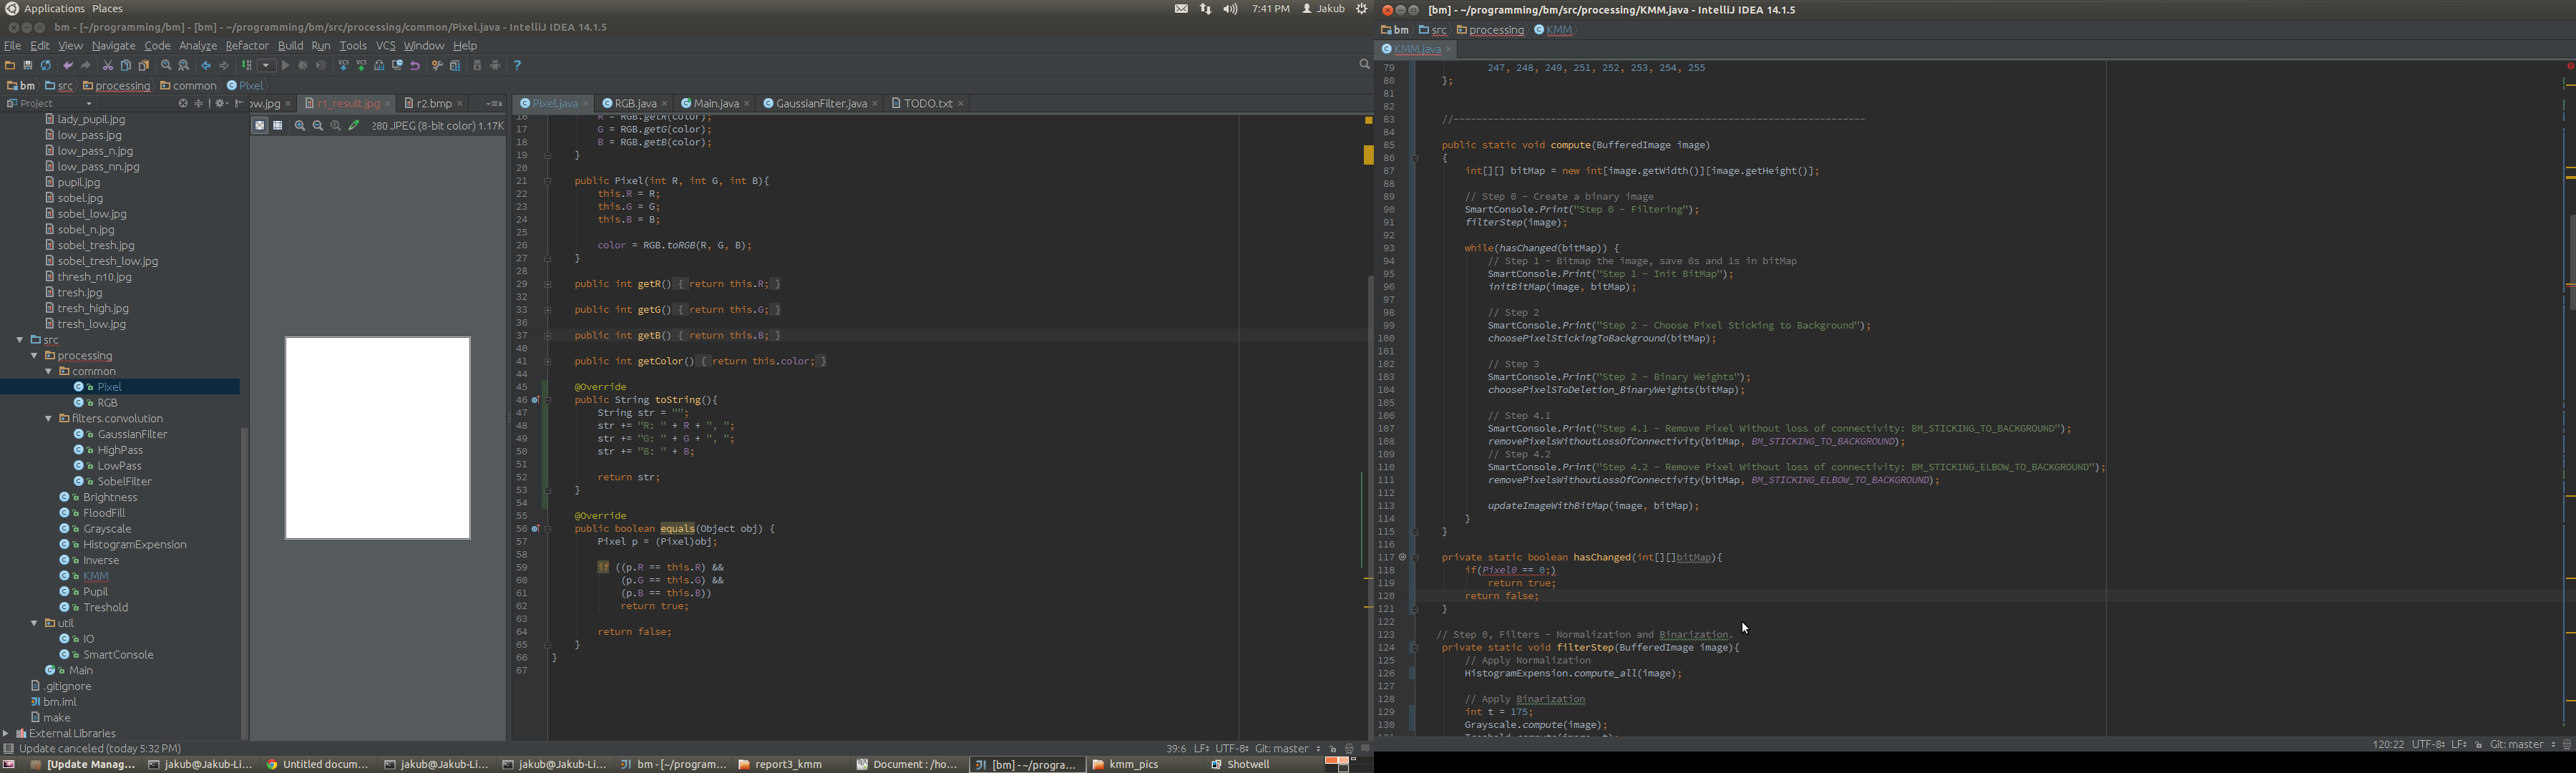 Applications Places
7:41 PM Jakub
bm - [~/programming/bm] - [bm] - ~/programming/bm/src/processing/common/Pixel.java - IntelliJ IDEA 14.1.5
File Edit View Navigate Code Analyze Refactor Build Run Tools VCS Window Help
bm src processing common Pixel
Project
ow.jpg r1_result.jpg r2.bmp
280 JPEG (8-bit color) 1.17K
lady_pupil.jpg
low_pass.jpg
low_pass_n.jpg
low_pass_nn.jpg
pupil.jpg
sobel.jpg
sobel_low.jpg
sobel_n.jpg
sobel_tresh.jpg
sobel_tresh_low.jpg
thresh_n10.jpg
tresh.jpg
tresh_high.jpg
tresh_low.jpg
src
processing
common
Pixel
RGB
filters.convolution
GaussianFilter
HighPass
LowPass
SobelFilter
Brightness
FloodFill
Grayscale
HistogramExpension
Inverse
KMM
Pupil
Treshold
util
IO
SmartConsole
Main
.gitignore
bm.iml
make
External Libraries
Pixel.java RGB.java Main.java GaussianFilter.java TODO.txt
16 R = RGB.getR(color);
17 G = RGB.getG(color);
18 B = RGB.getB(color);
19 }
20
21 public Pixel(int R, int G, int B){
22 this.R = R;
23 this.G = G;
24 this.B = B;
25
26 color = RGB.toRGB(R, G, B);
27 }
28
29 public int getR() { return this.R; }
32
33 public int getG() { return this.G; }
36
37 public int getB() { return this.B; }
40
41 public int getColor() { return this.color; }
44
45 @Override
46 public String toString(){
47 String str = "";
48 str += "R: " + R + ", ";
49 str += "G: " + G + ", ";
50 str += "B: " + B;
51
52 return str;
53 }
54
55 @Override
56 public boolean equals(Object obj) {
57 Pixel p = (Pixel)obj;
58
59 if ((p.R == this.R) &&
60 (p.G == this.G) &&
61 (p.B == this.B))
62 return true;
63
64 return false;
65 }
66 }
67
Update canceled (today 5:32 PM)
39:6 LF UTF-8 Git: master
[Update Manag... jakub@Jakub-Li... Untitled docum... jakub@Jakub-Li... jakub@Jakub-Li... bm - [~/program... report3_kmm Document : /ho... [bm] - ~/progra... kmm_pics Shotwell
[bm] - ~/programming/bm/src/processing/KMM.java - IntelliJ IDEA 14.1.5
bm src processing KMM
KMM.java
79 247, 248, 249, 251, 252, 253, 254, 255
80 };
81
82
83 //-----------------------------------------------------------------------
84
85 public static void compute(BufferedImage image)
86 {
87 int[][] bitMap = new int[image.getWidth()][image.getHeight()];
88
89 // Step 0 - Create a binary image
90 SmartConsole.Print("Step 0 - Filtering");
91 filterStep(image);
92
93 while(hasChanged(bitMap)) {
94 // Step 1 - Bitmap the image, save 0s and 1s in bitMap
95 SmartConsole.Print("Step 1 - Init BitMap");
96 initBitMap(image, bitMap);
97
98 // Step 2
99 SmartConsole.Print("Step 2 - Choose Pixel Sticking to Background");
100 choosePixelStickingToBackground(bitMap);
101
102 // Step 3
103 SmartConsole.Print("Step 2 - Binary Weights");
104 choosePixelSToDeletion_BinaryWeights(bitMap);
105
106 // Step 4.1
107 SmartConsole.Print("Step 4.1 - Remove Pixel Without loss of connectivity: BM_STICKING_TO_BACKGROUND");
108 removePixelsWithoutLossOfConnectivity(bitMap, BM_STICKING_TO_BACKGROUND);
109 // Step 4.2
110 SmartConsole.Print("Step 4.2 - Remove Pixel Without loss of connectivity: BM_STICKING_ELBOW_TO_BACKGROUND");
111 removePixelsWithoutLossOfConnectivity(bitMap, BM_STICKING_ELBOW_TO_BACKGROUND);
112
113 updateImageWithBitMap(image, bitMap);
114 }
115 }
116
117 @ private static boolean hasChanged(int[][]bitMap){
118 if(Pixel0 == 0;)
119 return true;
120 return false;
121 }
122
123 // Step 0, Filters - Normalization and Binarization.
124 private static void filterStep(BufferedImage image){
125 // Apply Normalization
126 HistogramExpension.compute_all(image);
127
128 // Apply Binarization
129 int t = 175;
130 Grayscale.compute(image);
120:22 UTF-8 LF Git: master